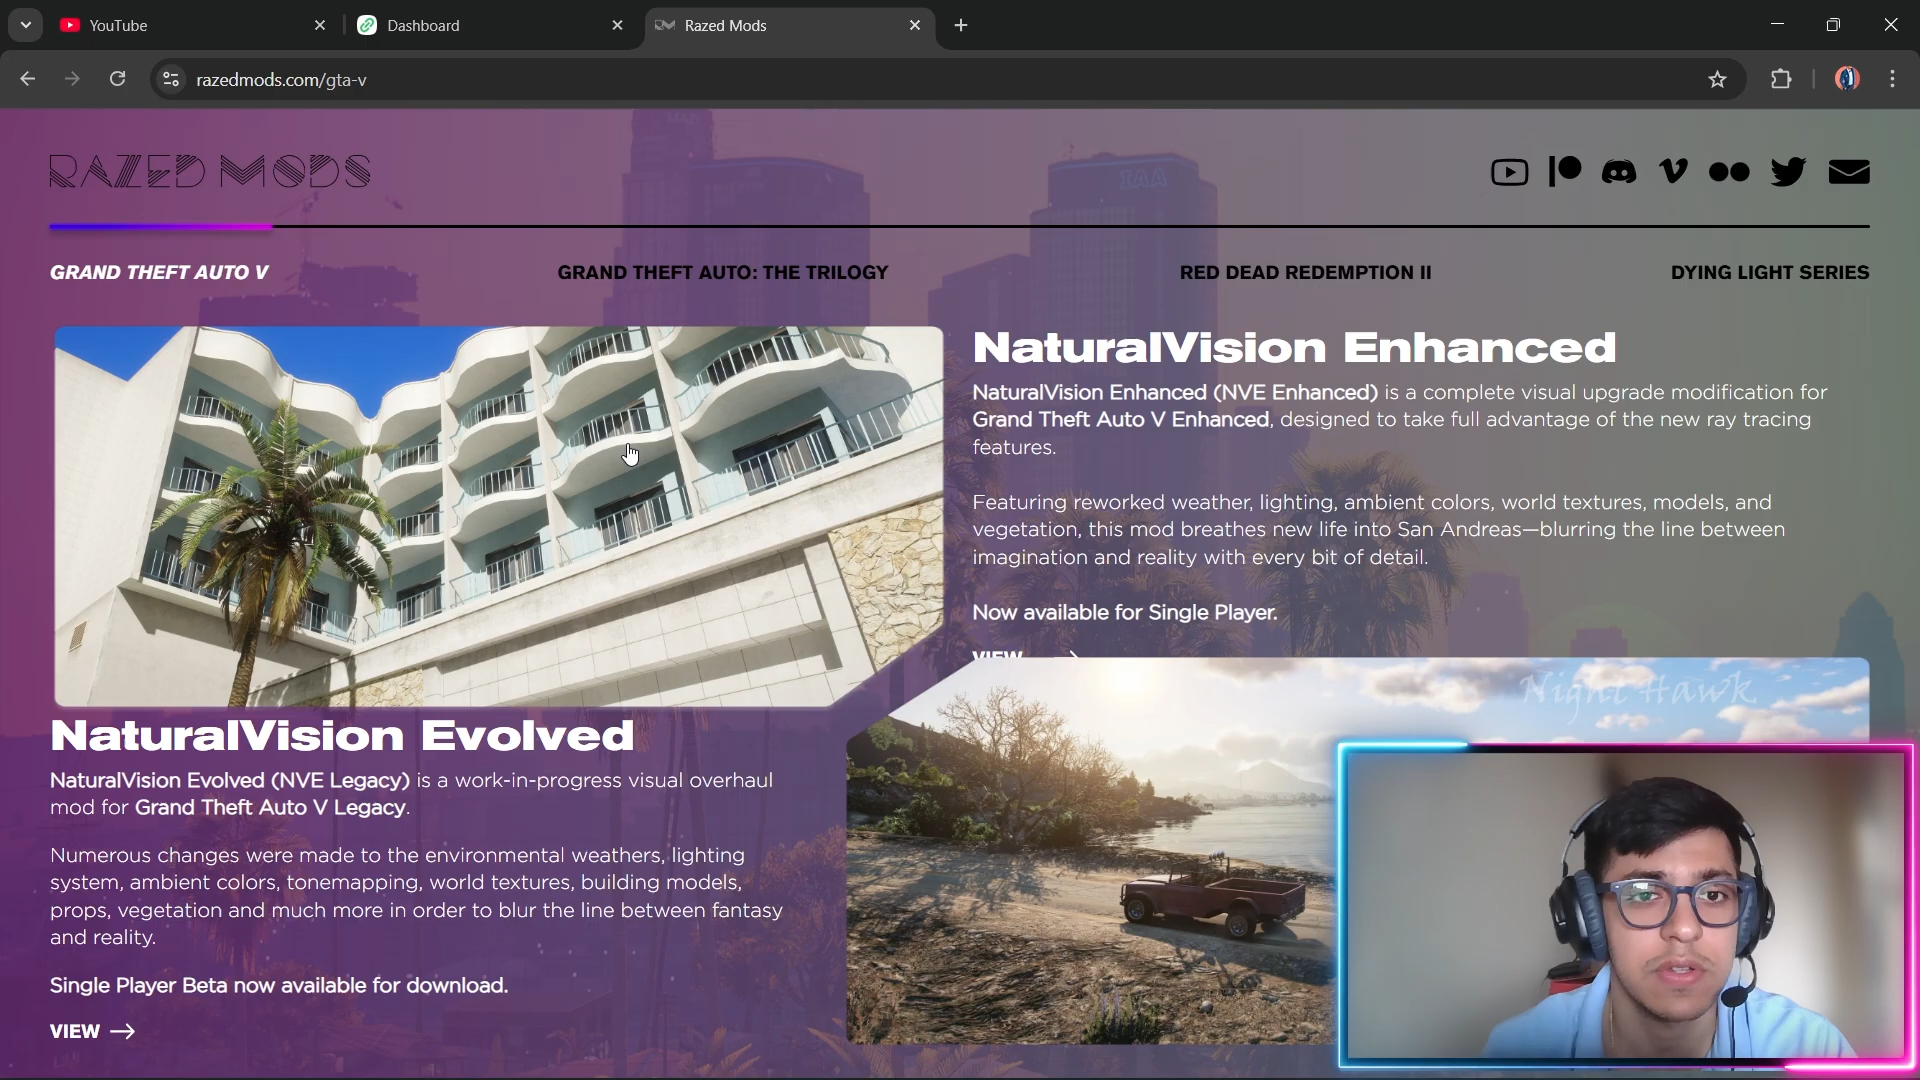 YouTube
Dashboard
Razed Mods
razedmods.com/gta-v
RAZED MODS
IAA
GRAND THEFT AUTO V
GRAND THEFT AUTO: THE TRILOGY
RED DEAD REDEMPTION II
DYING LIGHT SERIES
NaturalVision Enhanced
NaturalVision Enhanced (NVE Enhanced) is a complete visual upgrade modification for
Grand Theft Auto V Enhanced, designed to take full advantage of the new ray tracing
features.
Featuring reworked weather, lighting, ambient colors, world textures, models, and
vegetation, this mod breathes new life into San Andreas—blurring the line between
imagination and reality with every bit of detail.
Now available for Single Player.
VIEW
Night Hawk
NaturalVision Evolved
NaturalVision Evolved (NVE Legacy) is a work-in-progress visual overhaul
mod for Grand Theft Auto V Legacy.
Numerous changes were made to the environmental weathers, lighting
system, ambient colors, tonemapping, world textures, building models,
props, vegetation and much more in order to blur the line between fantasy
and reality.
Single Player Beta now available for download.
VIEW